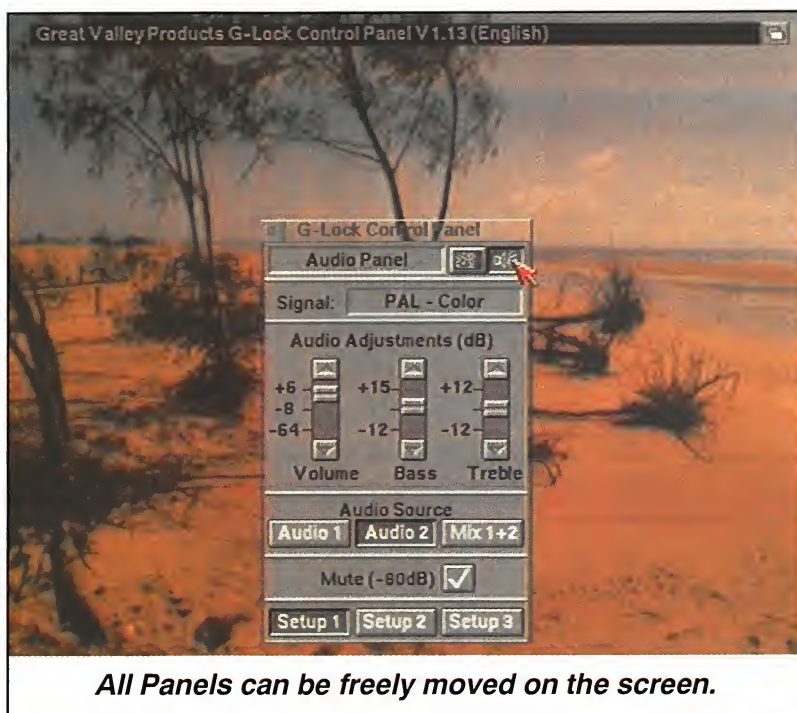 Great Valley Products G-Lock Control Panel V1.13 (English)
G-Lock Control Panel
Audio Panel
Signal: PAL - Color
Audio Adjustments (dB)
+6 +15 +12
-8
-64 -12 -12
Volume Bass Treble
Audio Source
Audio 1 Audio 2 Mix 1+2
Mute (-80dB)
Setup 1 Setup 2 Setup 3
All Panels can be freely moved on the screen.